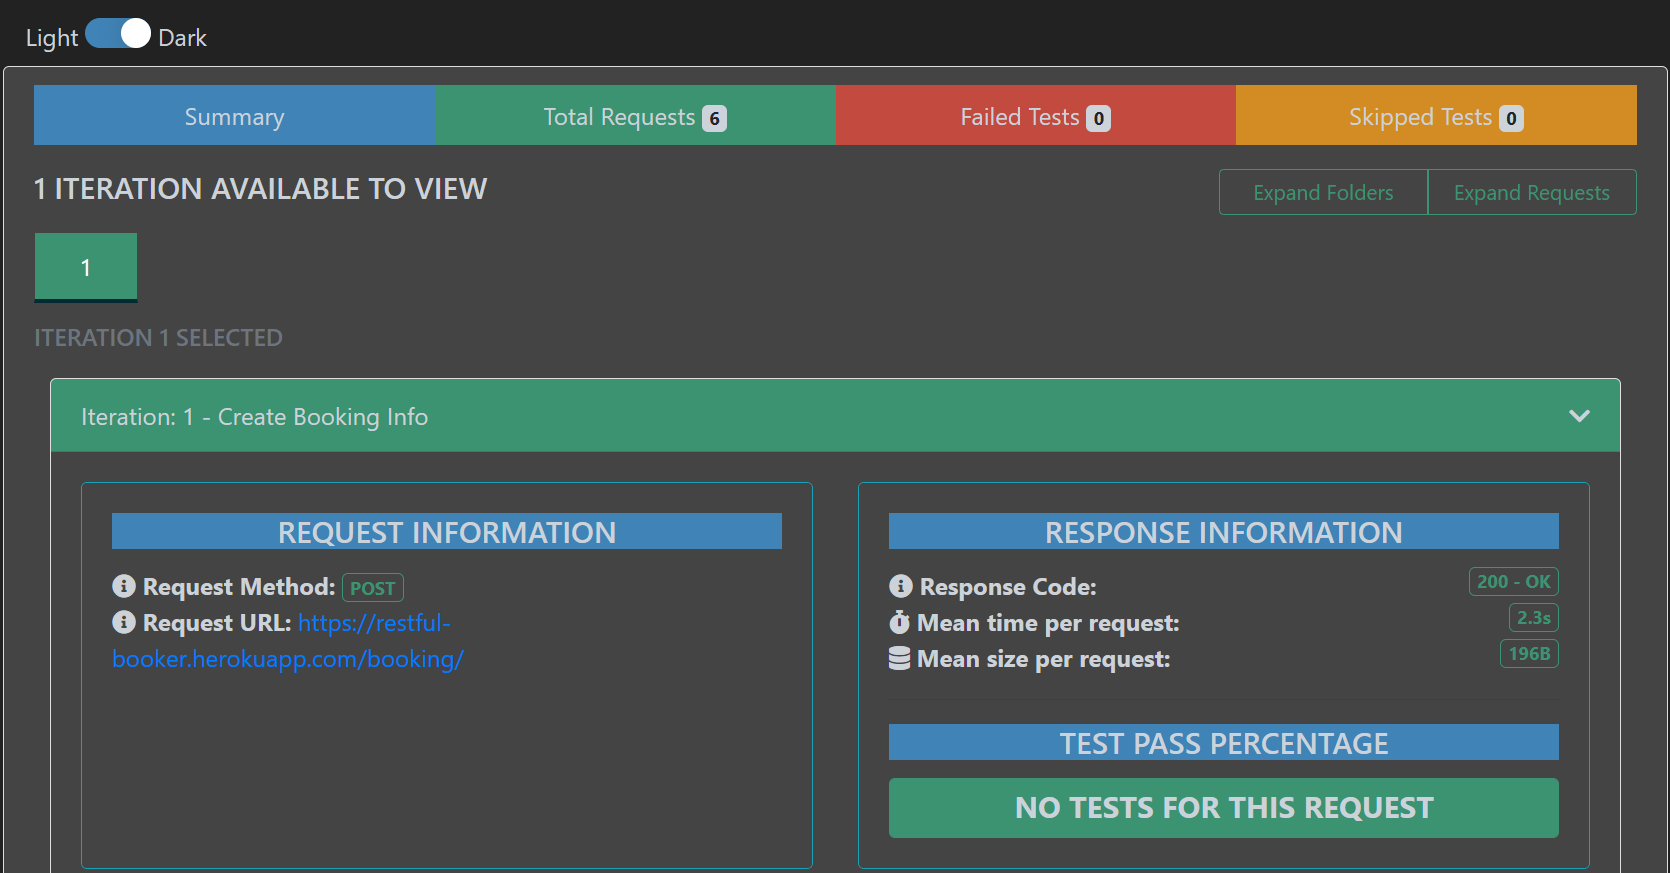 Light Dark
Summary
Total Requests 6
Failed Tests 0
Skipped Tests 0
1 ITERATION AVAILABLE TO VIEW
Expand Folders
Expand Requests
1
ITERATION 1 SELECTED
Iteration: 1 - Create Booking Info
REQUEST INFORMATION
Request Method: POST
Request URL: https://restful-
booker.herokuapp.com/booking/
RESPONSE INFORMATION
Response Code: 200 - OK
Mean time per request: 2.3s
Mean size per request: 196B
TEST PASS PERCENTAGE
NO TESTS FOR THIS REQUEST